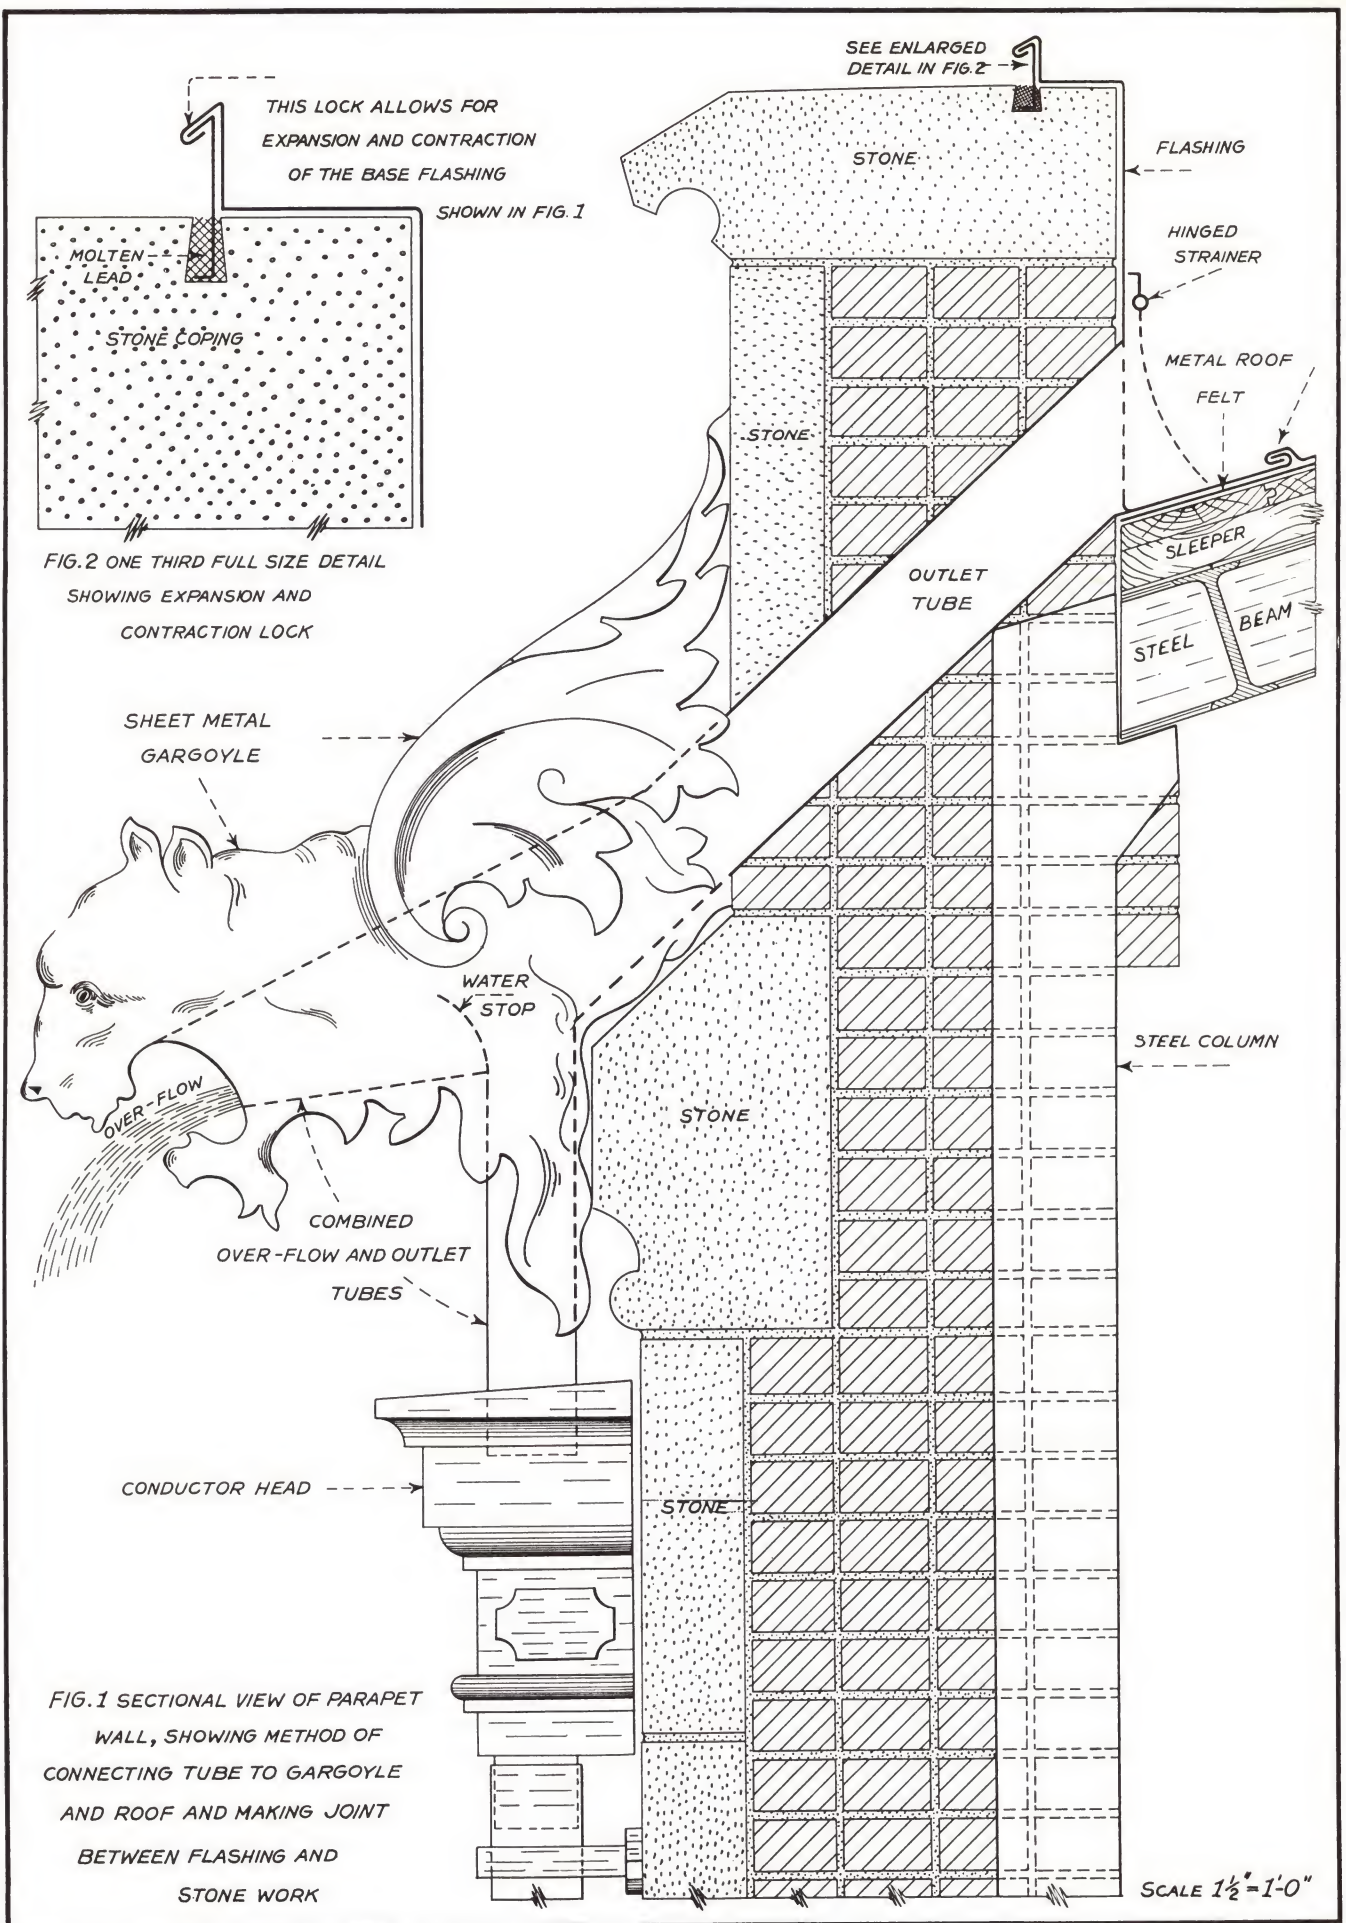 SEE ENLARGED
DETAIL IN FIG.2
THIS LOCK ALLOWS FOR
EXPANSION AND CONTRACTION
OF THE BASE FLASHING
SHOWN IN FIG. 1
MOLTEN
LEAD
STONE COPING
FIG.2 ONE THIRD FULL SIZE DETAIL
SHOWING EXPANSION AND
CONTRACTION LOCK
STONE
FLASHING
HINGED
STRAINER
METAL ROOF
FELT
STONE
SLEEPER
STEEL
BEAM
OUTLET
TUBE
SHEET METAL
GARGOYLE
WATER
STOP
OVER-FLOW
STEEL COLUMN
STONE
COMBINED
OVER-FLOW AND OUTLET
TUBES
CONDUCTOR HEAD
STONE
FIG.1 SECTIONAL VIEW OF PARAPET
WALL, SHOWING METHOD OF
CONNECTING TUBE TO GARGOYLE
AND ROOF AND MAKING JOINT
BETWEEN FLASHING AND
STONE WORK
SCALE 1½"=1'-0"